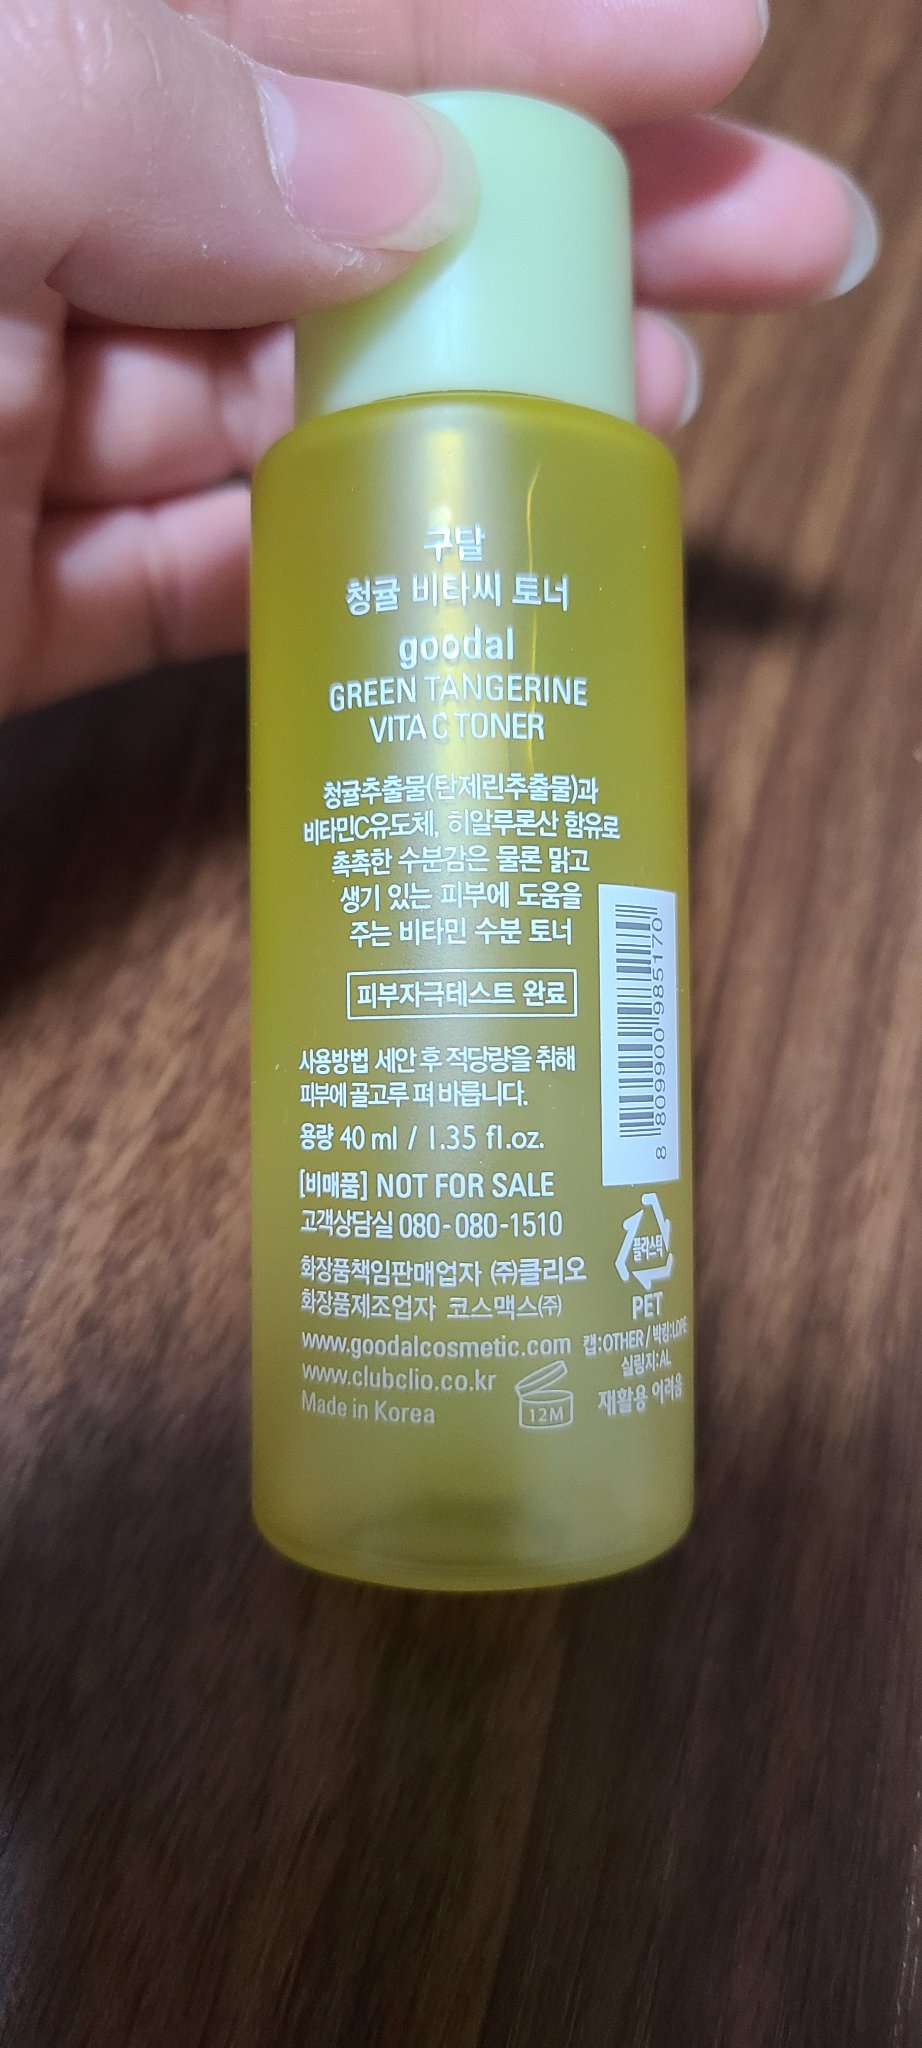 구달
청귤 비타씨 토너
goodal
GREEN TANGERINE
VITA C TONER
청귤추출물(탄제린추출물)과
비타민C유도체, 히알루론산 함유로
촉촉한 수분감은 물론 맑고
생기 있는 피부에 도움을
주는 비타민 수분 토너
피부자극테스트 완료
사용방법 세안 후 적당량을 취해
피부에 골고루 펴 바릅니다.
용량 40 ml / 1.35 fl.oz.
[비매품] NOT FOR SALE
고객상담실 080-080-1510
화장품책임판매업자 ㈜클리오
화장품제조업자 코스맥스㈜
www.goodalcosmetic.com
www.clubclio.co.kr
Made in Korea
12M
8 809900 985170
플라스틱
PET
캡:OTHER / 박킹:LDPE
실링지:AL
재활용 어려움